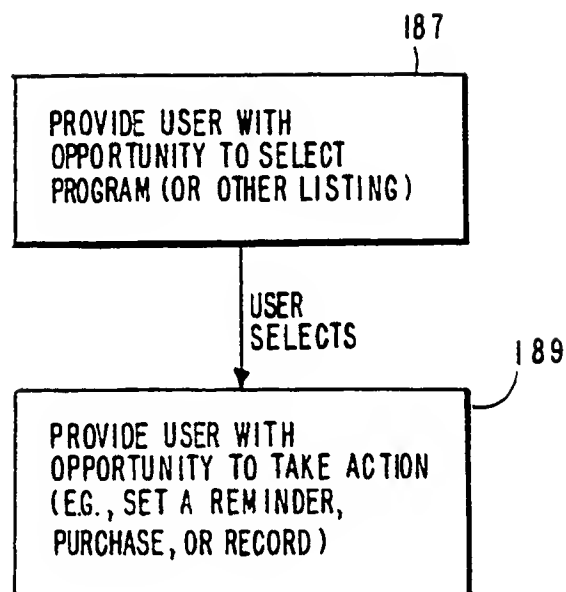 187
PROVIDE USER WITH
OPPORTUNITY TO SELECT
PROGRAM (OR OTHER LISTING)
USER
SELECTS
189
PROVIDE USER WITH
OPPORTUNITY TO TAKE ACTION
(E.G., SET A REMINDER,
PURCHASE, OR RECORD)